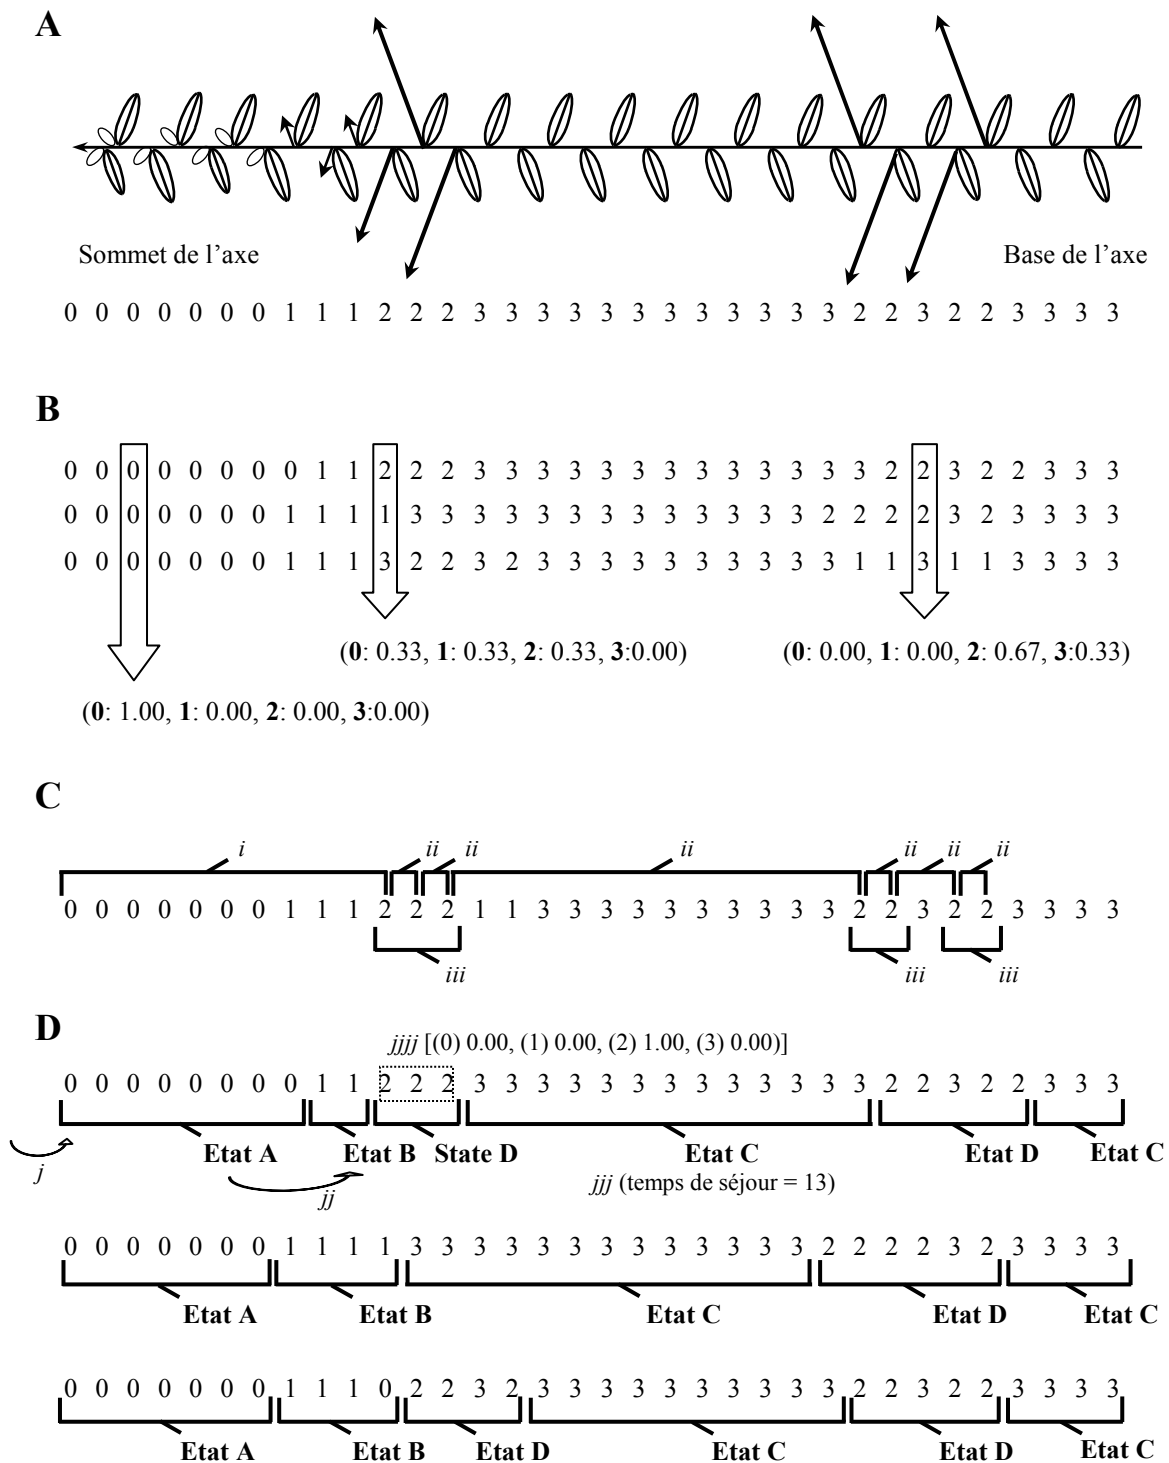 A
Sommet de l'axe
Base de l'axe
0 0 0 0 0 0 0 1 1 1 2 2 2 3 3 3 3 3 3 3 3 3 3 3 3 2 2 3 2 2 3 3 3 3
B
0 0 0 0 0 0 0 0 1 1 2 2 2 3 3 3 3 3 3 3 3 3 3 3 3 3 2 2 3 2 2 3 3 3
0 0 0 0 0 0 0 1 1 1 1 3 3 3 3 3 3 3 3 3 3 3 3 3 2 2 2 2 3 2 3 3 3 3
0 0 0 0 0 0 0 1 1 1 3 2 2 3 2 3 3 3 3 3 3 3 3 3 3 1 1 3 1 1 3 3 3 3
(0: 0.33, 1: 0.33, 2: 0.33, 3:0.00)
(0: 0.00, 1: 0.00, 2: 0.67, 3:0.33)
(0: 1.00, 1: 0.00, 2: 0.00, 3:0.00)
C
i ii ii ii ii ii ii
0 0 0 0 0 0 0 1 1 1 2 2 2 1 1 3 3 3 3 3 3 3 3 3 3 2 2 3 2 2 3 3 3 3
iii iii iii
D
jjjj [(0) 0.00, (1) 0.00, (2) 1.00, (3) 0.00)]
0 0 0 0 0 0 0 0 1 1 2 2 2 3 3 3 3 3 3 3 3 3 3 3 3 3 2 2 3 2 2 3 3 3
Etat A Etat B State D Etat C Etat D Etat C
j
jj
jjj (temps de séjour = 13)
0 0 0 0 0 0 0 1 1 1 1 3 3 3 3 3 3 3 3 3 3 3 3 3 2 2 2 2 3 2 3 3 3 3
Etat A Etat B Etat C Etat D Etat C
0 0 0 0 0 0 0 1 1 1 0 2 2 3 2 3 3 3 3 3 3 3 3 3 3 2 2 3 2 2 3 3 3 3
Etat A Etat B Etat D Etat C Etat D Etat C